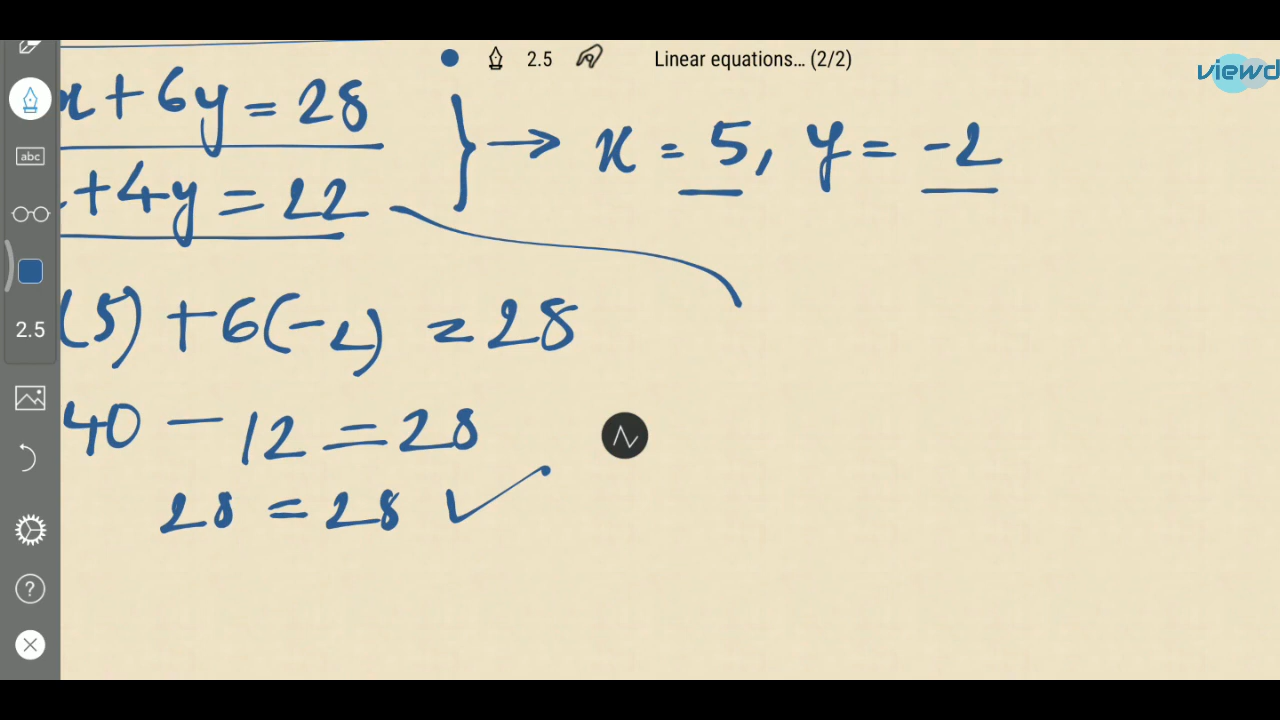 2.5 Linear equations... (2/2)
viewd
x + 6y = 28
+ 4y = 22
} → x = 5, y = -2
abc
(5) + 6(-2) = 28
2.5
40 - 12 = 28
28 = 28 ✓
?